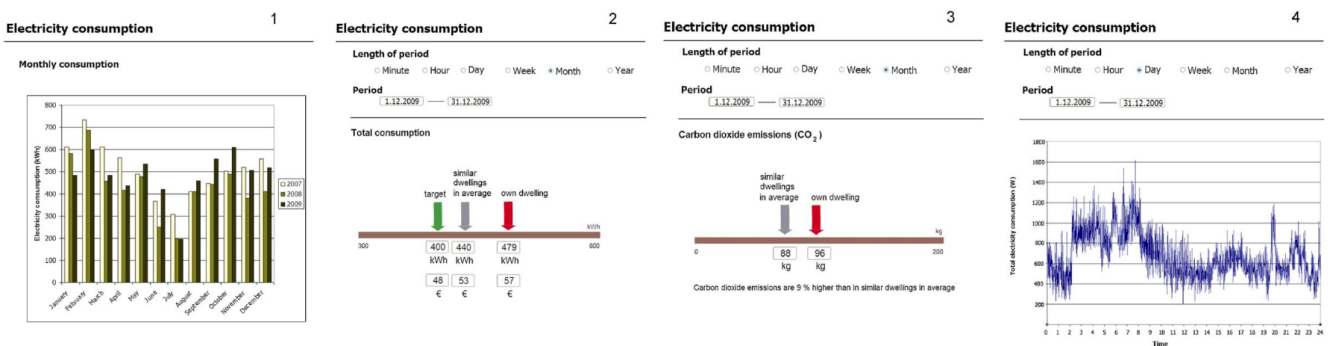 1
Electricity consumption
Monthly consumption
Electricity consumption (kWh)
800
700
600
500
400
300
200
100
0
January
February
March
April
May
June
July
August
September
October
November
December
2007
2008
2009
2
Electricity consumption
Length of period
Minute Hour Day Week Month Year
Period
1.12.2009 31.12.2009
Total consumption
similar
dwellings
target in average own dwelling
kWh
300 600
400 440 479
kWh kWh kWh
48 53 57
€ € €
3
Electricity consumption
Length of period
Minute Hour Day Week Month Year
Period
1.12.2009 31.12.2009
Carbon dioxide emissions (CO2)
similar
dwellings
in average own dwelling
kg
0 200
88 96
kg kg
Carbon dioxide emissions are 9 % higher than in similar dwellings in average
4
Electricity consumption
Length of period
Minute Hour Day Week Month Year
Period
1.12.2009 31.12.2009
Total electricity consumption (W)
1800
1600
1400
1200
1000
800
600
400
200
0 1 2 3 4 5 6 7 8 9 10 11 12 13 14 15 16 17 18 19 20 21 22 23 24
Time